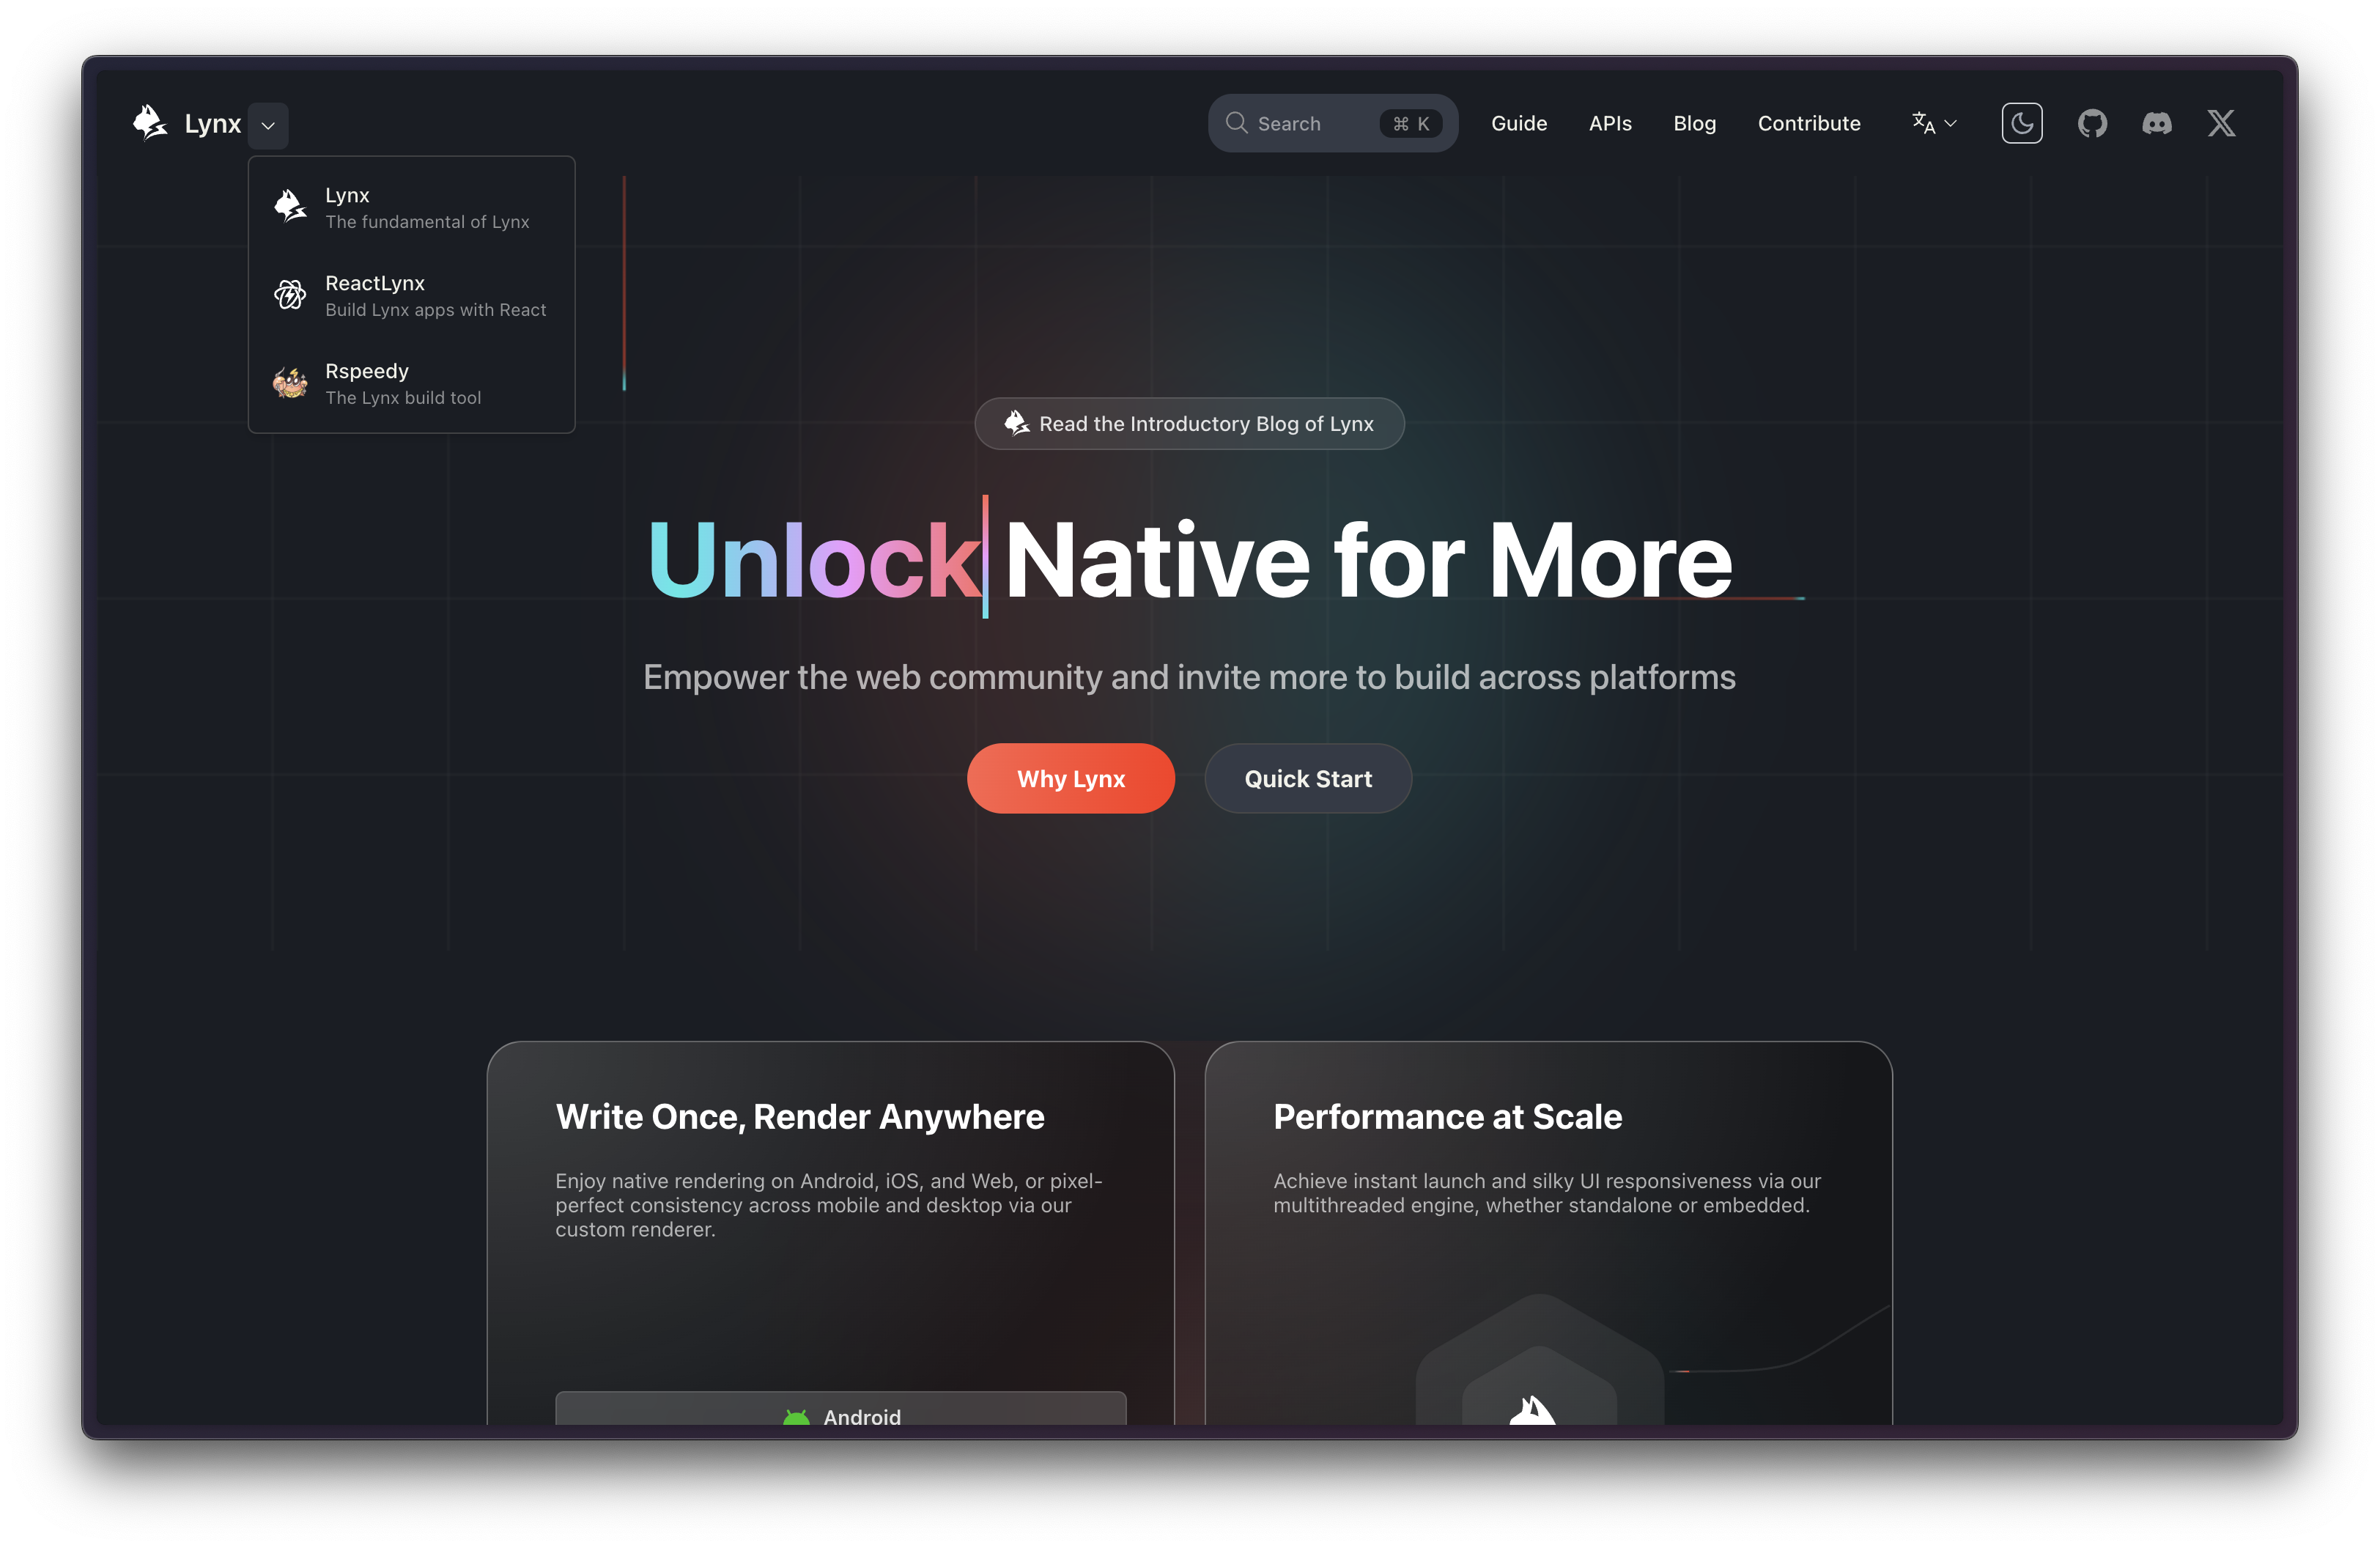 Lynx
Search
⌘ K
Guide
APIs
Blog
Contribute
文A
Lynx
The fundamental of Lynx
ReactLynx
Build Lynx apps with React
Rspeedy
The Lynx build tool
Read the Introductory Blog of Lynx
Unlock Native for More
Empower the web community and invite more to build across platforms
Why Lynx
Quick Start
Write Once, Render Anywhere
Enjoy native rendering on Android, iOS, and Web, or pixel-
perfect consistency across mobile and desktop via our
custom renderer.
Android
Performance at Scale
Achieve instant launch and silky UI responsiveness via our
multithreaded engine, whether standalone or embedded.